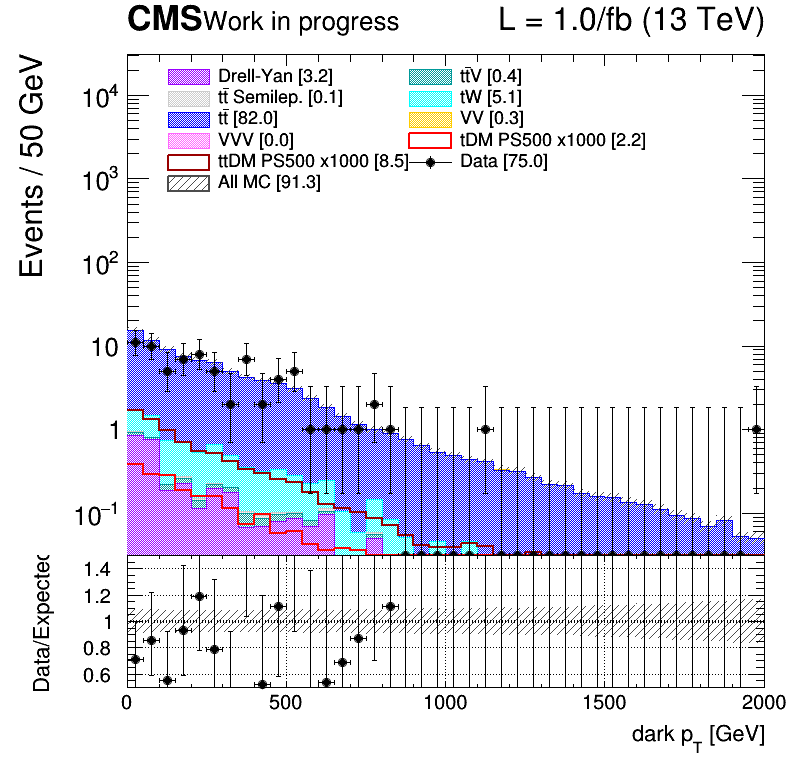 CMS Work in progress L = 1.0/fb (13 TeV)
Events / 50 GeV
Drell-Yan [3.2] tt̄V [0.4]
tt̄ Semilep. [0.1] tW [5.1]
tt̄ [82.0] VV [0.3]
VVV [0.0] tDM PS500 x1000 [2.2]
ttDM PS500 x1000 [8.5] Data [75.0]
All MC [91.3]
10⁴
10³
10²
10
1
10⁻¹
Data/Expected
1.4
1.2
1
0.8
0.6
0 500 1000 1500 2000
dark p_T [GeV]